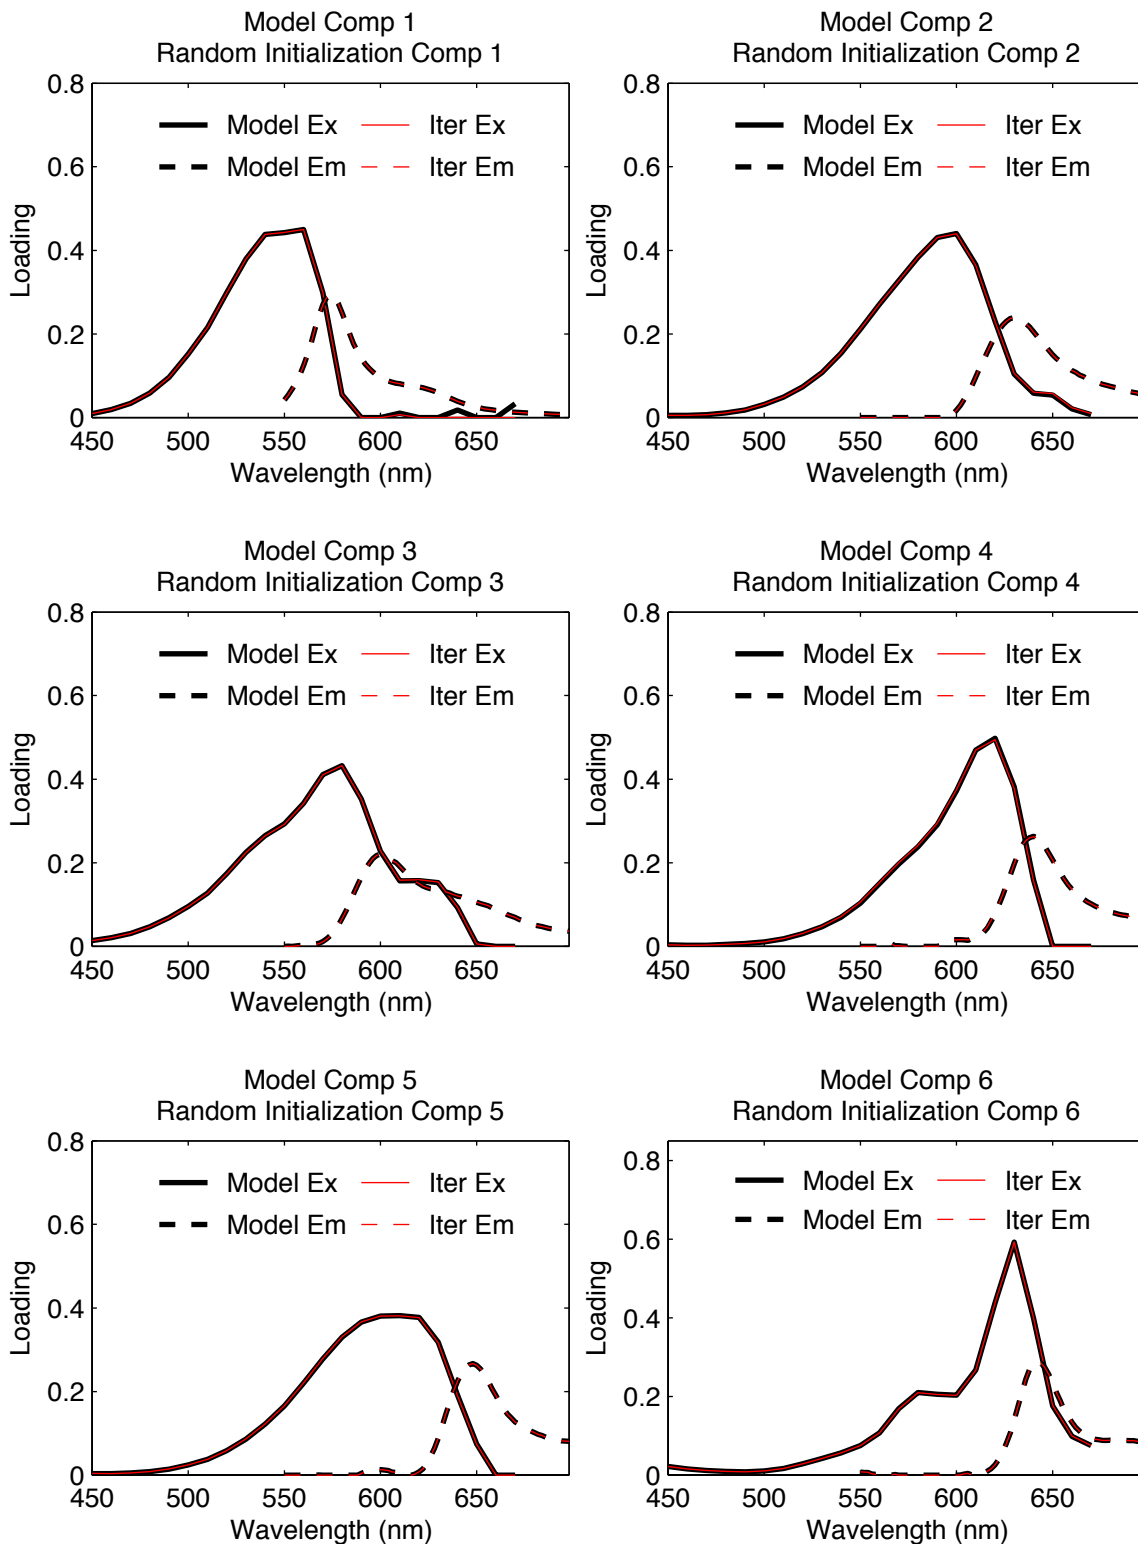 Model Comp 1
Random Initialization Comp 1
0.8
0.6
0.4
0.2
0
Loading
Model Ex
Iter Ex
Model Em
Iter Em
450 500 550 600 650
Wavelength (nm)
Model Comp 2
Random Initialization Comp 2
0.8
0.6
0.4
0.2
0
Loading
Model Ex
Iter Ex
Model Em
Iter Em
450 500 550 600 650
Wavelength (nm)
Model Comp 3
Random Initialization Comp 3
0.8
0.6
0.4
0.2
0
Loading
Model Ex
Iter Ex
Model Em
Iter Em
450 500 550 600 650
Wavelength (nm)
Model Comp 4
Random Initialization Comp 4
0.8
0.6
0.4
0.2
0
Loading
Model Ex
Iter Ex
Model Em
Iter Em
450 500 550 600 650
Wavelength (nm)
Model Comp 5
Random Initialization Comp 5
0.8
0.6
0.4
0.2
0
Loading
Model Ex
Iter Ex
Model Em
Iter Em
450 500 550 600 650
Wavelength (nm)
Model Comp 6
Random Initialization Comp 6
0.8
0.6
0.4
0.2
0
Loading
Model Ex
Iter Ex
Model Em
Iter Em
450 500 550 600 650
Wavelength (nm)